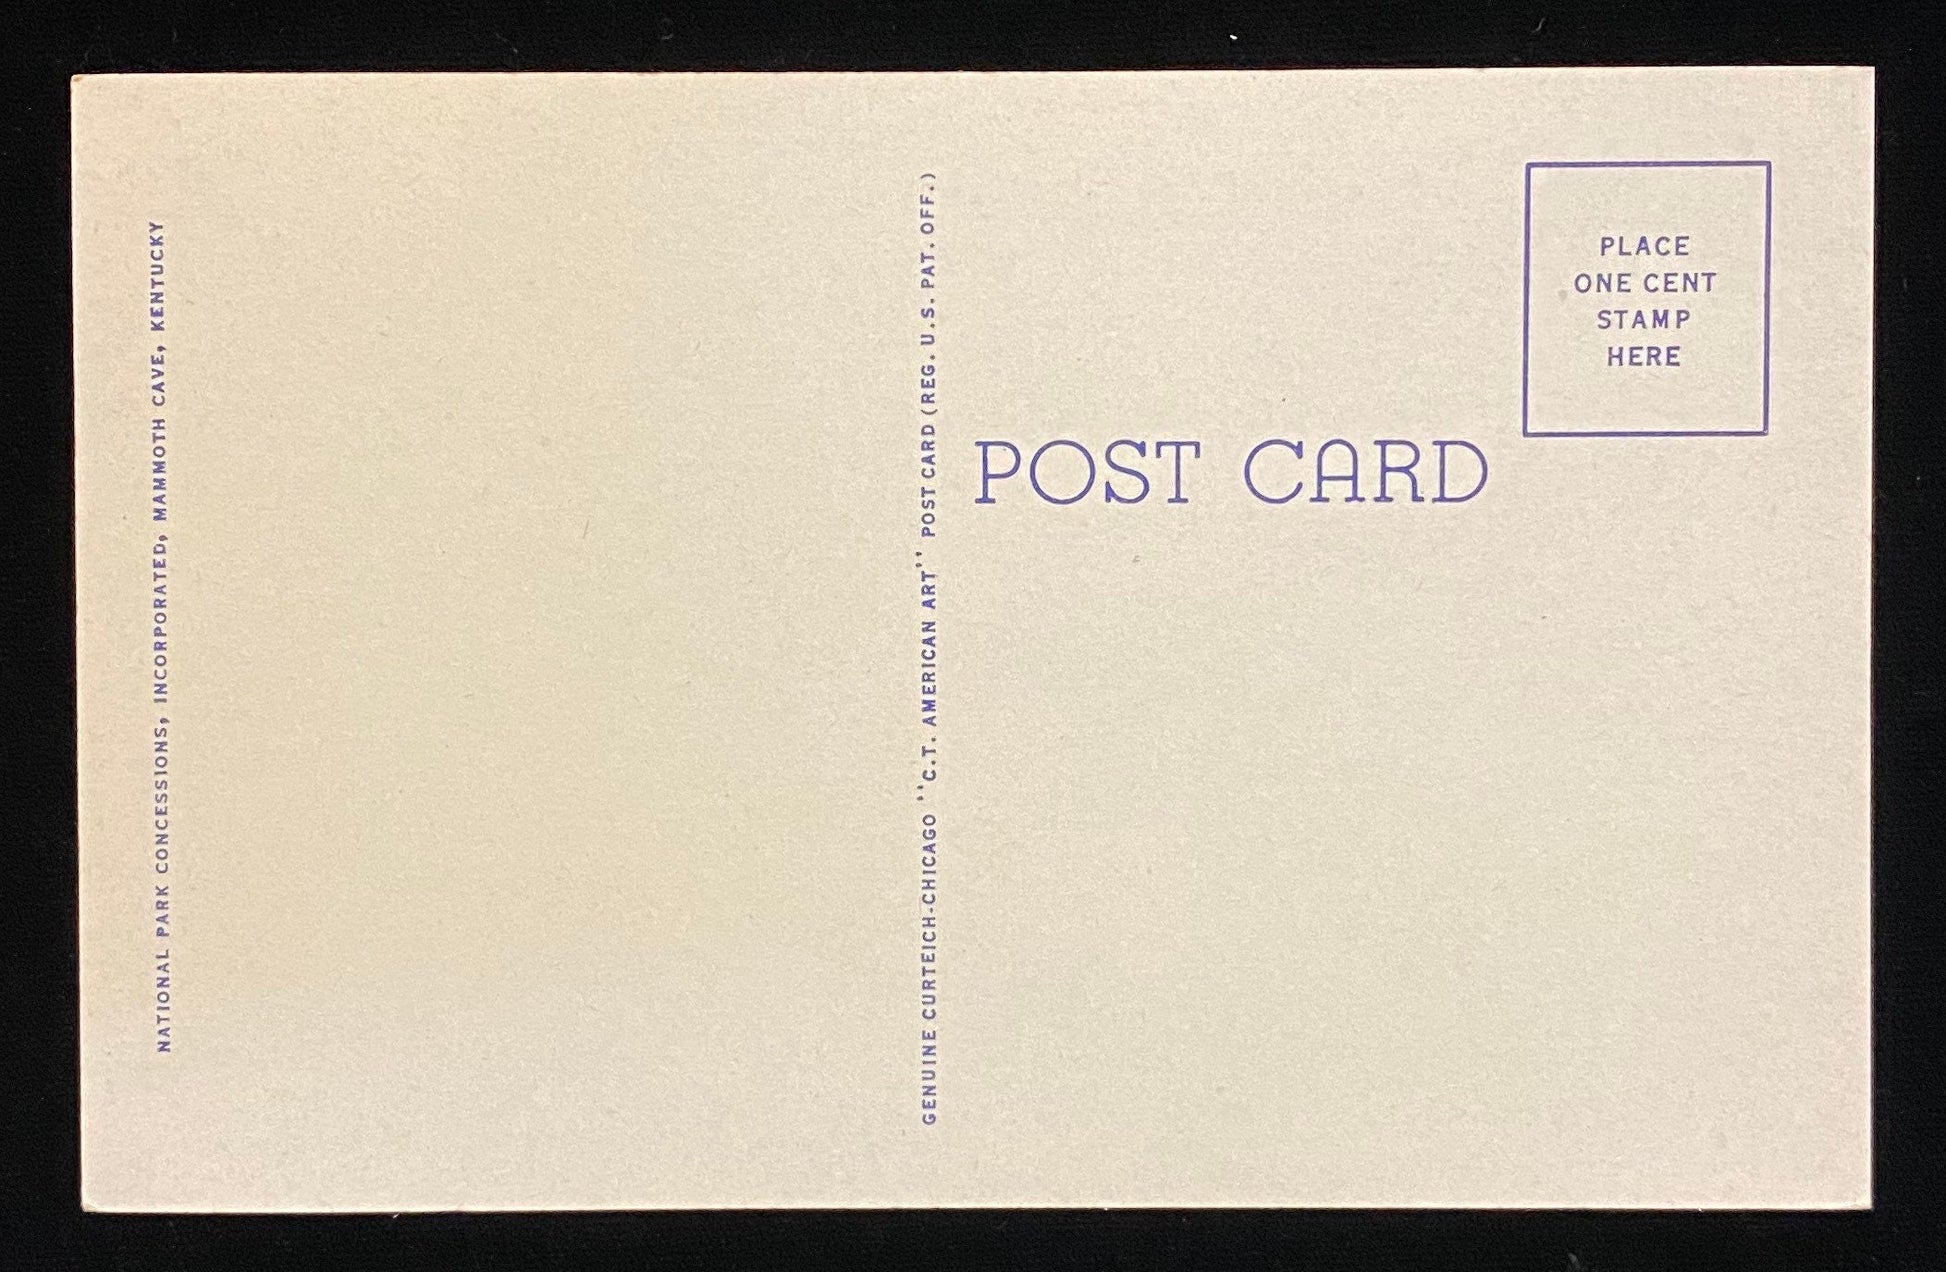 NATIONAL PARK CONCESSIONS, INCORPORATED, MAMMOTH CAVE, KENTUCKY
GENUINE CURTEICH-CHICAGO "C.T. AMERICAN ART" POST CARD (REG. U.S. PAT. OFF.)
POST CARD
PLACE
ONE CENT
STAMP
HERE